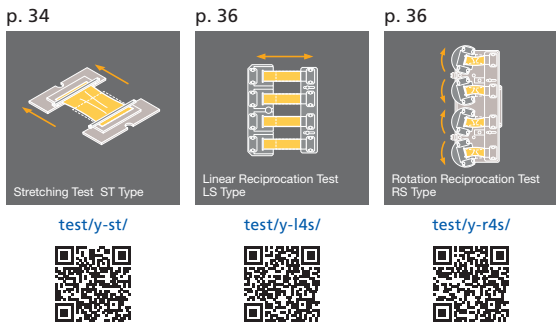 p. 34
p. 36
p. 36
Stretching Test ST Type
Linear Reciprocation Test
LS Type
Rotation Reciprocation Test
RS Type
test/y-st/
test/y-l4s/
test/y-r4s/